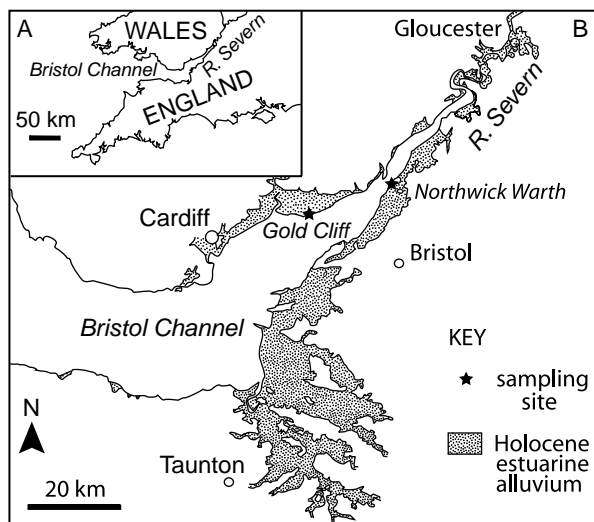 A
WALES
Bristol Channel
R. Severn
ENGLAND
50 km
B
Gloucester
R. Severn
Northwick Warth
Cardiff
Gold Cliff
Bristol
Bristol Channel
KEY
sampling
site
N
Holocene
estuarine
alluvium
Taunton
20 km